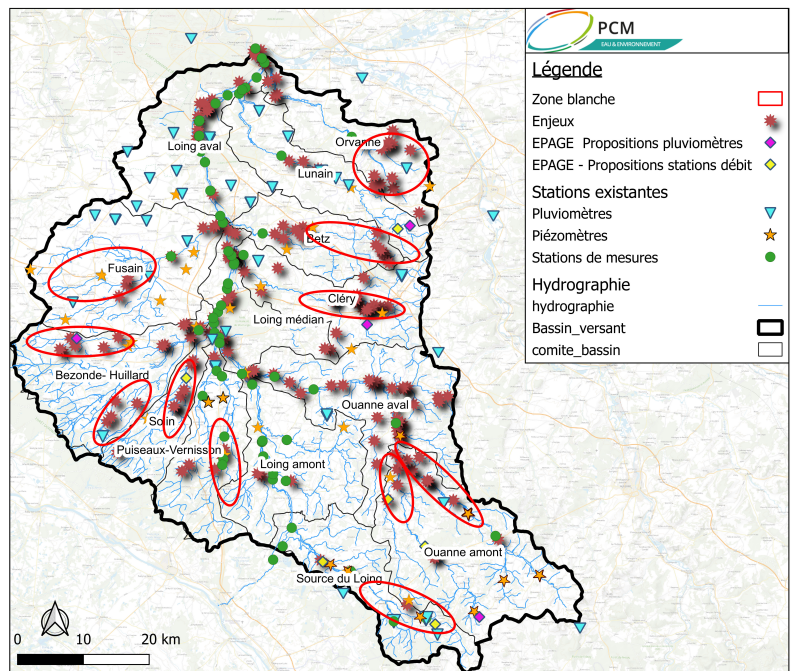 PCM
EAU & ENVIRONNEMENT
Légende
Zone blanche
Enjeux
EPAGE Propositions pluviomètres
EPAGE - Propositions stations débit
Stations existantes
Pluviomètres
Piézomètres
Stations de mesures
Hydrographie
hydrographie
Bassin_versant
comite_bassin
Loing aval
Orvanne
Lunain
Betz
Fusain
Cléry
Loing médian
Bezonde- Huillard
Ouanne aval
Solin
Puiseaux-Vernisson
Loing amont
Ouanne amont
Source du Loing
0 10 20 km